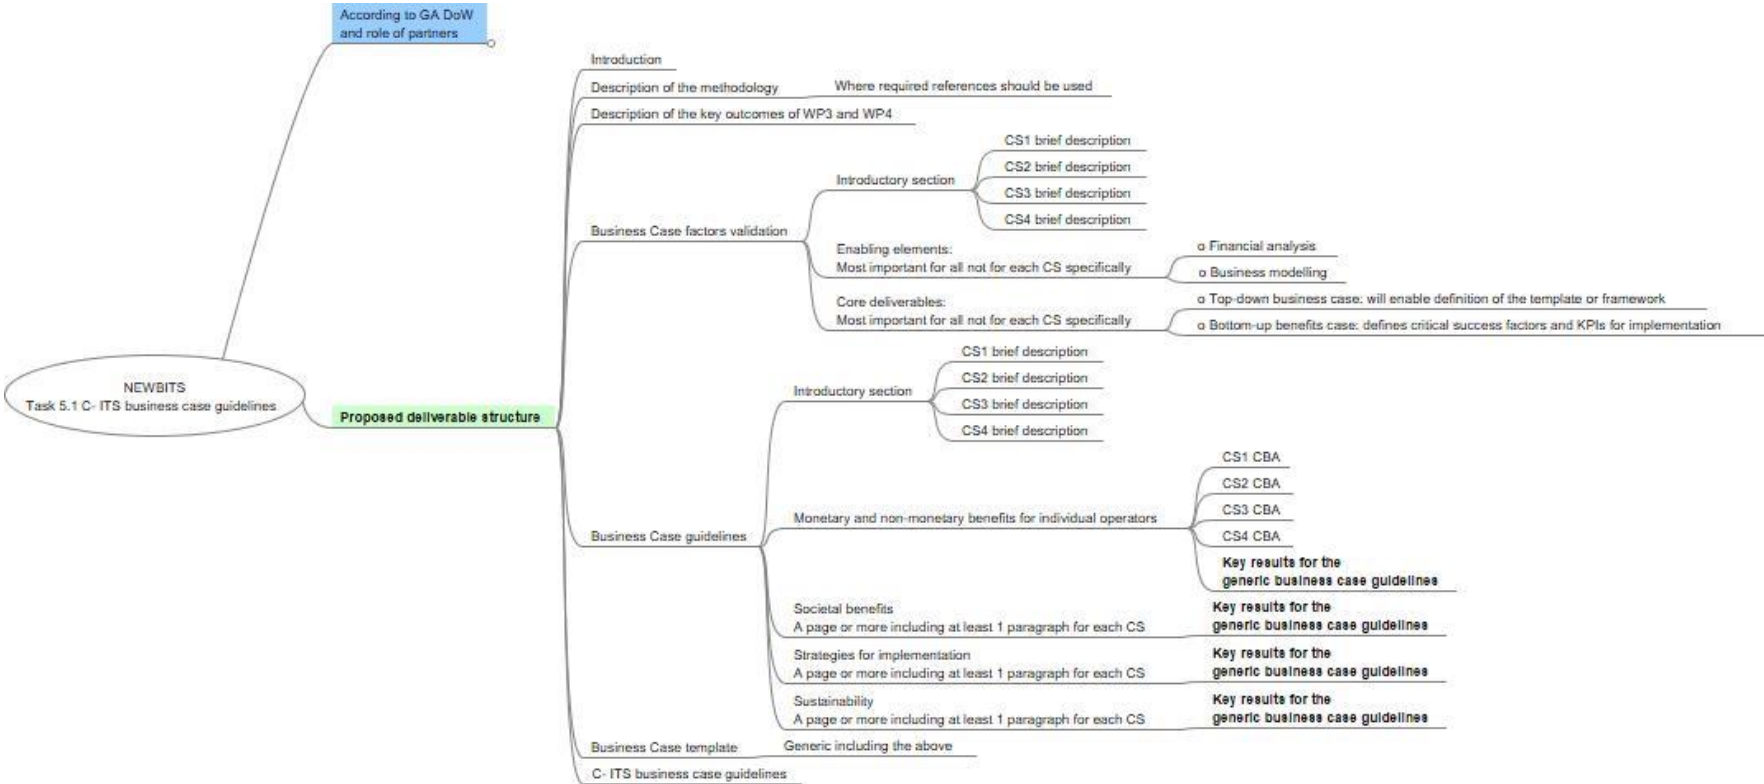 According to GA DoW
and role of partners
Introduction
Description of the methodology
Where required references should be used
Description of the key outcomes of WP3 and WP4
CS1 brief description
CS2 brief description
Introductory section
CS3 brief description
CS4 brief description
Business Case factors validation
Enabling elements:
Most important for all not for each CS specifically
o Financial analysis
o Business modelling
Core deliverables:
Most important for all not for each CS specifically
o Top-down business case: will enable definition of the template or framework
o Bottom-up benefits case: defines critical success factors and KPIs for implementation
NEWBITS
Task 5.1 C- ITS business case guidelines
Proposed deliverable structure
CS1 brief description
CS2 brief description
Introductory section
CS3 brief description
CS4 brief description
Business Case guidelines
Monetary and non-monetary benefits for individual operators
CS1 CBA
CS2 CBA
CS3 CBA
CS4 CBA
Key results for the
generic business case guidelines
Societal benefits
A page or more including at least 1 paragraph for each CS
Key results for the
generic business case guidelines
Strategies for implementation
A page or more including at least 1 paragraph for each CS
Key results for the
generic business case guidelines
Sustainability
A page or more including at least 1 paragraph for each CS
Key results for the
generic business case guidelines
Business Case template
Generic including the above
C- ITS business case guidelines